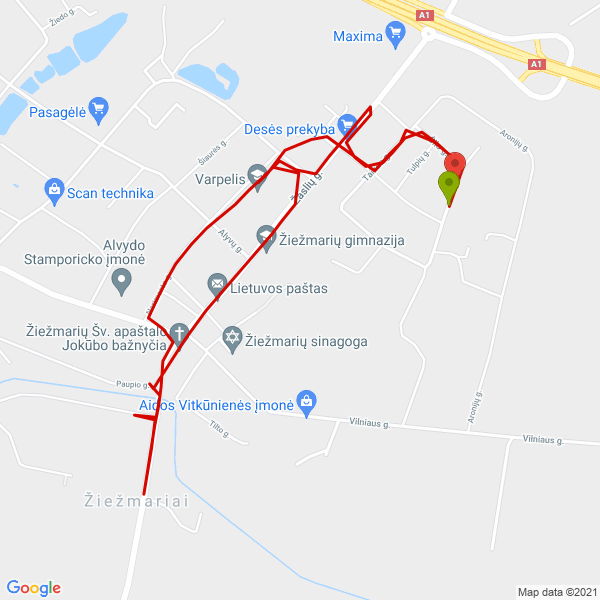 Žiedo g.
A1
Maxima
A1
Pasagėlė
Desės prekyba
Aronijų g.
Šiaurės g.
Tulpių g.
Varpelis
Scan technika
Žaslių g.
Alyvų g.
Žiežmarių gimnazija
Alvydo
Stamporicko įmonė
Lietuvos paštas
Žiežmarių Šv. apaštalo
Jokūbo bažnyčia
Žiežmarių sinagoga
Paupio g.
Aidos Vitkūnienės įmonė
Aronijų g.
Vilniaus g.
Tilto g.
Vilniaus g.
Žiežmariai
Google
Map data ©2021